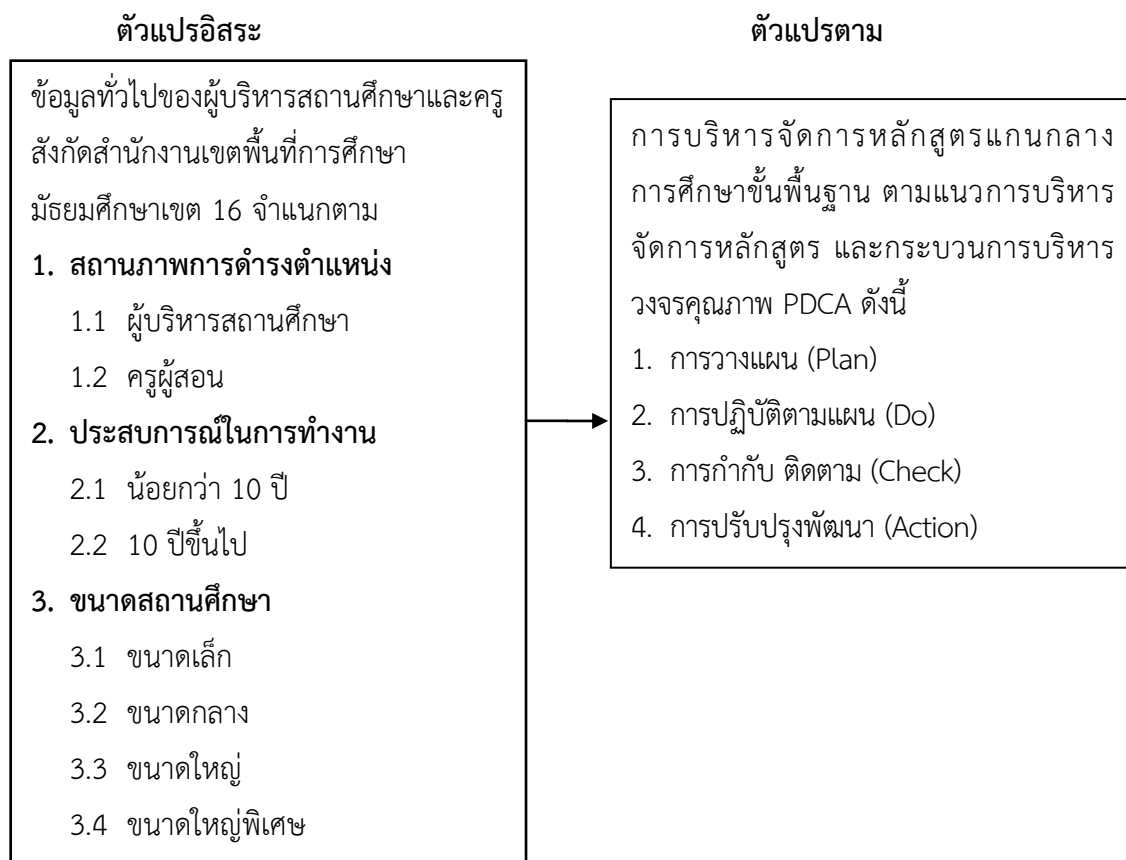 ตัวแปรอิสระ
ข้อมูลทั่วไปของผู้บริหารสถานศึกษาและครู
สังกัดสำนักงานเขตพื้นที่การศึกษา
มัธยมศึกษาเขต 16 จำแนกตาม
1. สถานภาพการดำรงตำแหน่ง
1.1 ผู้บริหารสถานศึกษา
1.2 ครูผู้สอน
2. ประสบการณ์ในการทำงาน
2.1 น้อยกว่า 10 ปี
2.2 10 ปีขึ้นไป
3. ขนาดสถานศึกษา
3.1 ขนาดเล็ก
3.2 ขนาดกลาง
3.3 ขนาดใหญ่
3.4 ขนาดใหญ่พิเศษ
ตัวแปรตาม
การบริหารจัดการหลักสูตรแกนกลาง
การศึกษาขั้นพื้นฐาน ตามแนวการบริหาร
จัดการหลักสูตร และกระบวนการบริหาร
วงจรคุณภาพ PDCA ดังนี้
1. การวางแผน (Plan)
2. การปฏิบัติตามแผน (Do)
3. การกำกับ ติดตาม (Check)
4. การปรับปรุงพัฒนา (Action)